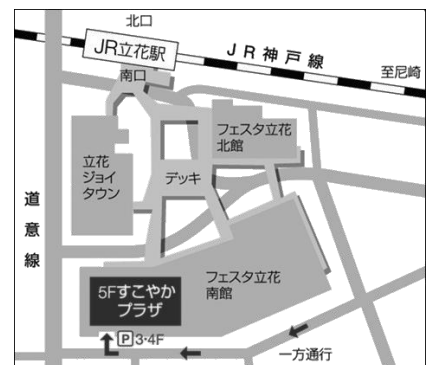 北口
JR立花駅
JR神戸線
至尼崎
南口
フェスタ立花
北館
立花
ジョイ
タウン
デッキ
道意線
フェスタ立花
南館
5Fすこやか
プラザ
P3・4F
一方通行